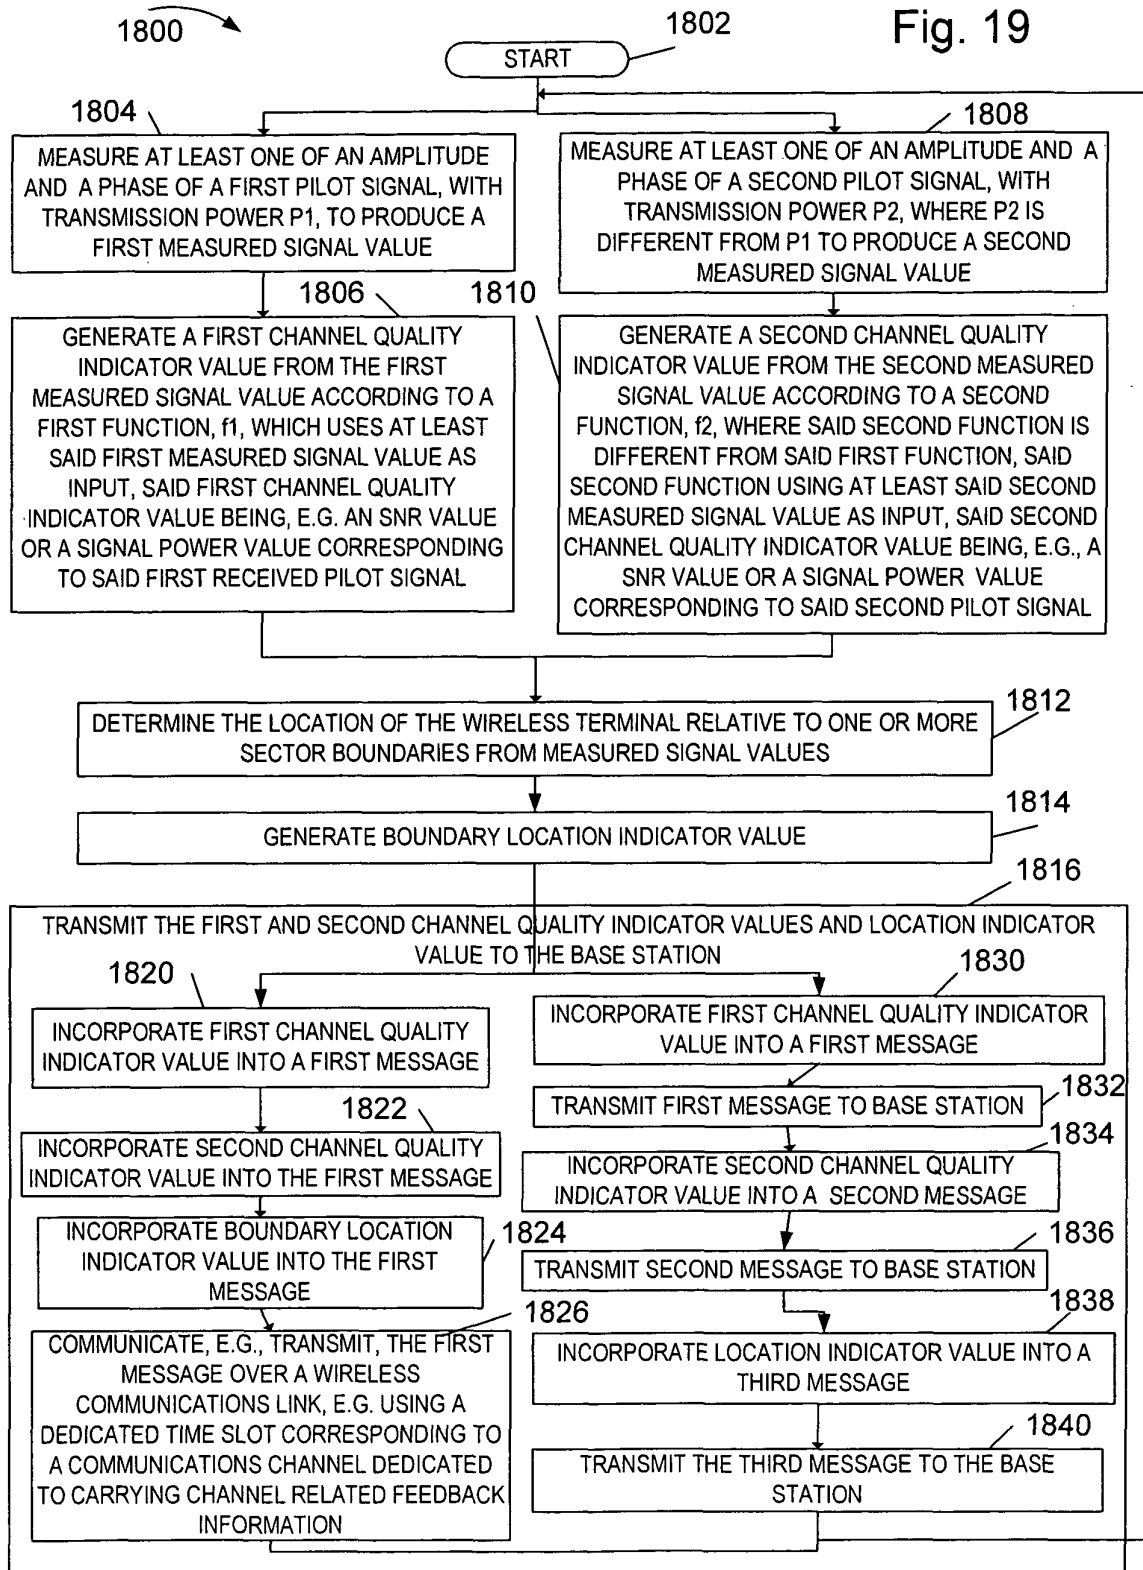 1800
1802
Fig. 19
START
1804
1808
MEASURE AT LEAST ONE OF AN AMPLITUDE
AND A PHASE OF A FIRST PILOT SIGNAL, WITH
TRANSMISSION POWER P1, TO PRODUCE A
FIRST MEASURED SIGNAL VALUE
MEASURE AT LEAST ONE OF AN AMPLITUDE AND A
PHASE OF A SECOND PILOT SIGNAL, WITH
TRANSMISSION POWER P2, WHERE P2 IS
DIFFERENT FROM P1 TO PRODUCE A SECOND
MEASURED SIGNAL VALUE
1806
1810
GENERATE A FIRST CHANNEL QUALITY
INDICATOR VALUE FROM THE FIRST
MEASURED SIGNAL VALUE ACCORDING TO A
FIRST FUNCTION, f1, WHICH USES AT LEAST
SAID FIRST MEASURED SIGNAL VALUE AS
INPUT, SAID FIRST CHANNEL QUALITY
INDICATOR VALUE BEING, E.G. AN SNR VALUE
OR A SIGNAL POWER VALUE CORRESPONDING
TO SAID FIRST RECEIVED PILOT SIGNAL
GENERATE A SECOND CHANNEL QUALITY
INDICATOR VALUE FROM THE SECOND MEASURED
SIGNAL VALUE ACCORDING TO A SECOND
FUNCTION, f2, WHERE SAID SECOND FUNCTION IS
DIFFERENT FROM SAID FIRST FUNCTION, SAID
SECOND FUNCTION USING AT LEAST SAID SECOND
MEASURED SIGNAL VALUE AS INPUT, SAID SECOND
CHANNEL QUALITY INDICATOR VALUE BEING, E.G., A
SNR VALUE OR A SIGNAL POWER VALUE
CORRESPONDING TO SAID SECOND PILOT SIGNAL
1812
DETERMINE THE LOCATION OF THE WIRELESS TERMINAL RELATIVE TO ONE OR MORE
SECTOR BOUNDARIES FROM MEASURED SIGNAL VALUES
1814
GENERATE BOUNDARY LOCATION INDICATOR VALUE
1816
TRANSMIT THE FIRST AND SECOND CHANNEL QUALITY INDICATOR VALUES AND LOCATION INDICATOR
VALUE TO THE BASE STATION
1820
1830
INCORPORATE FIRST CHANNEL QUALITY
INDICATOR VALUE INTO A FIRST MESSAGE
INCORPORATE FIRST CHANNEL QUALITY INDICATOR
VALUE INTO A FIRST MESSAGE
1832
TRANSMIT FIRST MESSAGE TO BASE STATION
1822
1834
INCORPORATE SECOND CHANNEL QUALITY
INDICATOR VALUE INTO THE FIRST MESSAGE
INCORPORATE SECOND CHANNEL QUALITY
INDICATOR VALUE INTO A SECOND MESSAGE
1824
1836
INCORPORATE BOUNDARY LOCATION
INDICATOR VALUE INTO THE FIRST
MESSAGE
TRANSMIT SECOND MESSAGE TO BASE STATION
1826
1838
COMMUNICATE, E.G., TRANSMIT, THE FIRST
MESSAGE OVER A WIRELESS
COMMUNICATIONS LINK, E.G. USING A
DEDICATED TIME SLOT CORRESPONDING TO
A COMMUNICATIONS CHANNEL DEDICATED
TO CARRYING CHANNEL RELATED FEEDBACK
INFORMATION
INCORPORATE LOCATION INDICATOR VALUE INTO A
THIRD MESSAGE
1840
TRANSMIT THE THIRD MESSAGE TO THE BASE
STATION